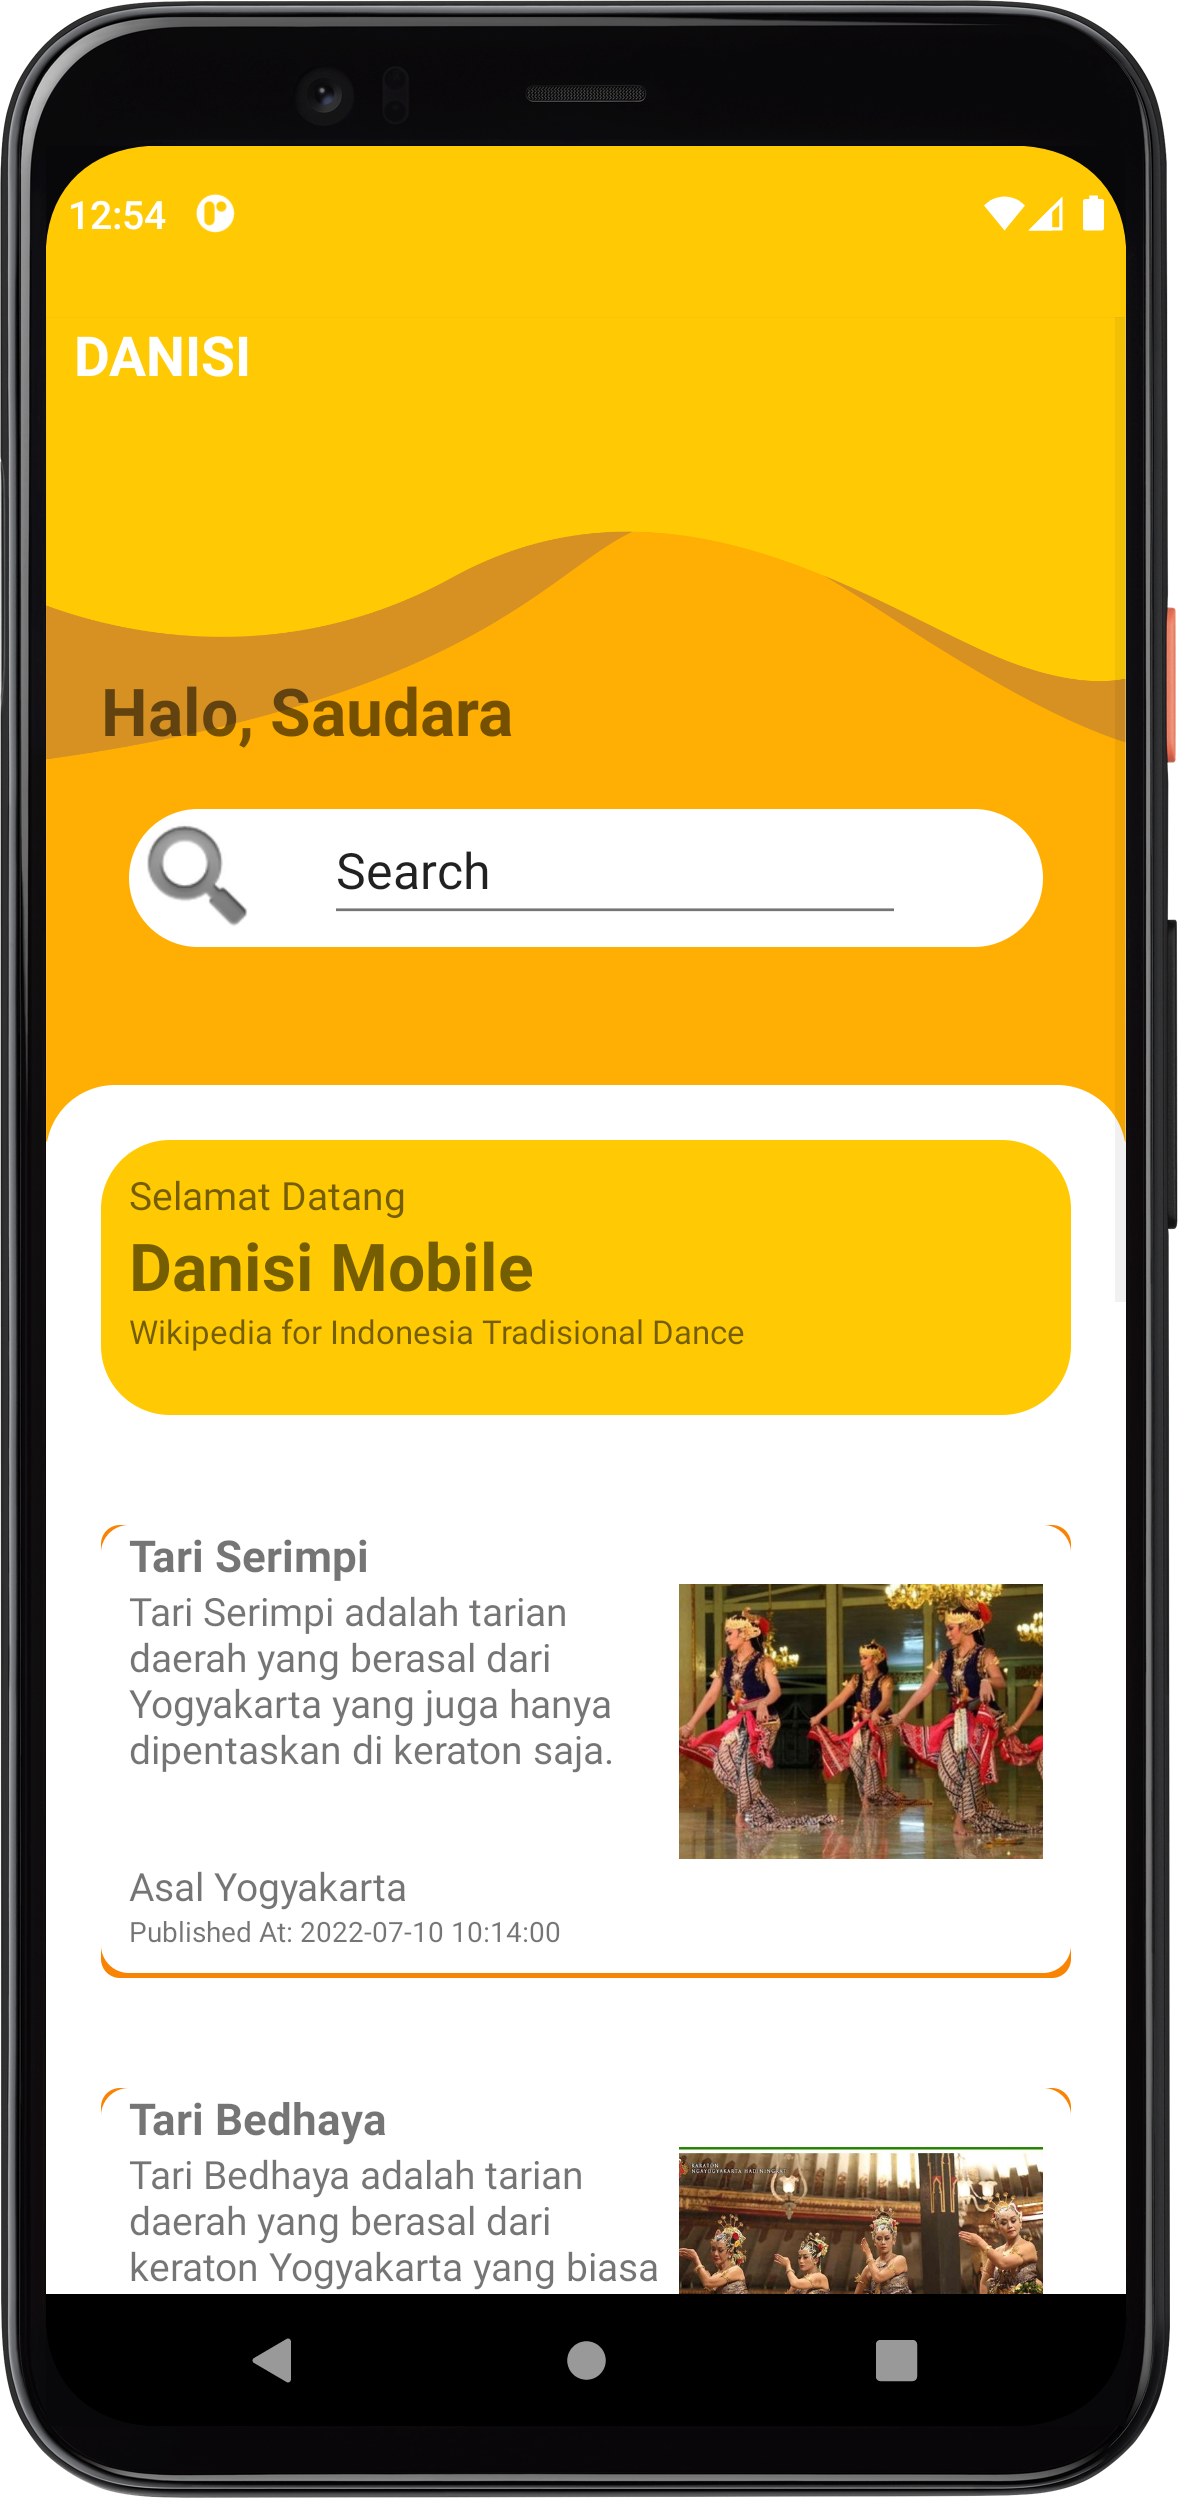 12:54
DANISI
Halo, Saudara
Search
Selamat Datang
Danisi Mobile
Wikipedia for Indonesia Tradisional Dance
Tari Serimpi
Tari Serimpi adalah tarian
daerah yang berasal dari
Yogyakarta yang juga hanya
dipentaskan di keraton saja.
Asal Yogyakarta
Published At: 2022-07-10 10:14:00
Tari Bedhaya
Tari Bedhaya adalah tarian
daerah yang berasal dari
keraton Yogyakarta yang biasa
KARATON